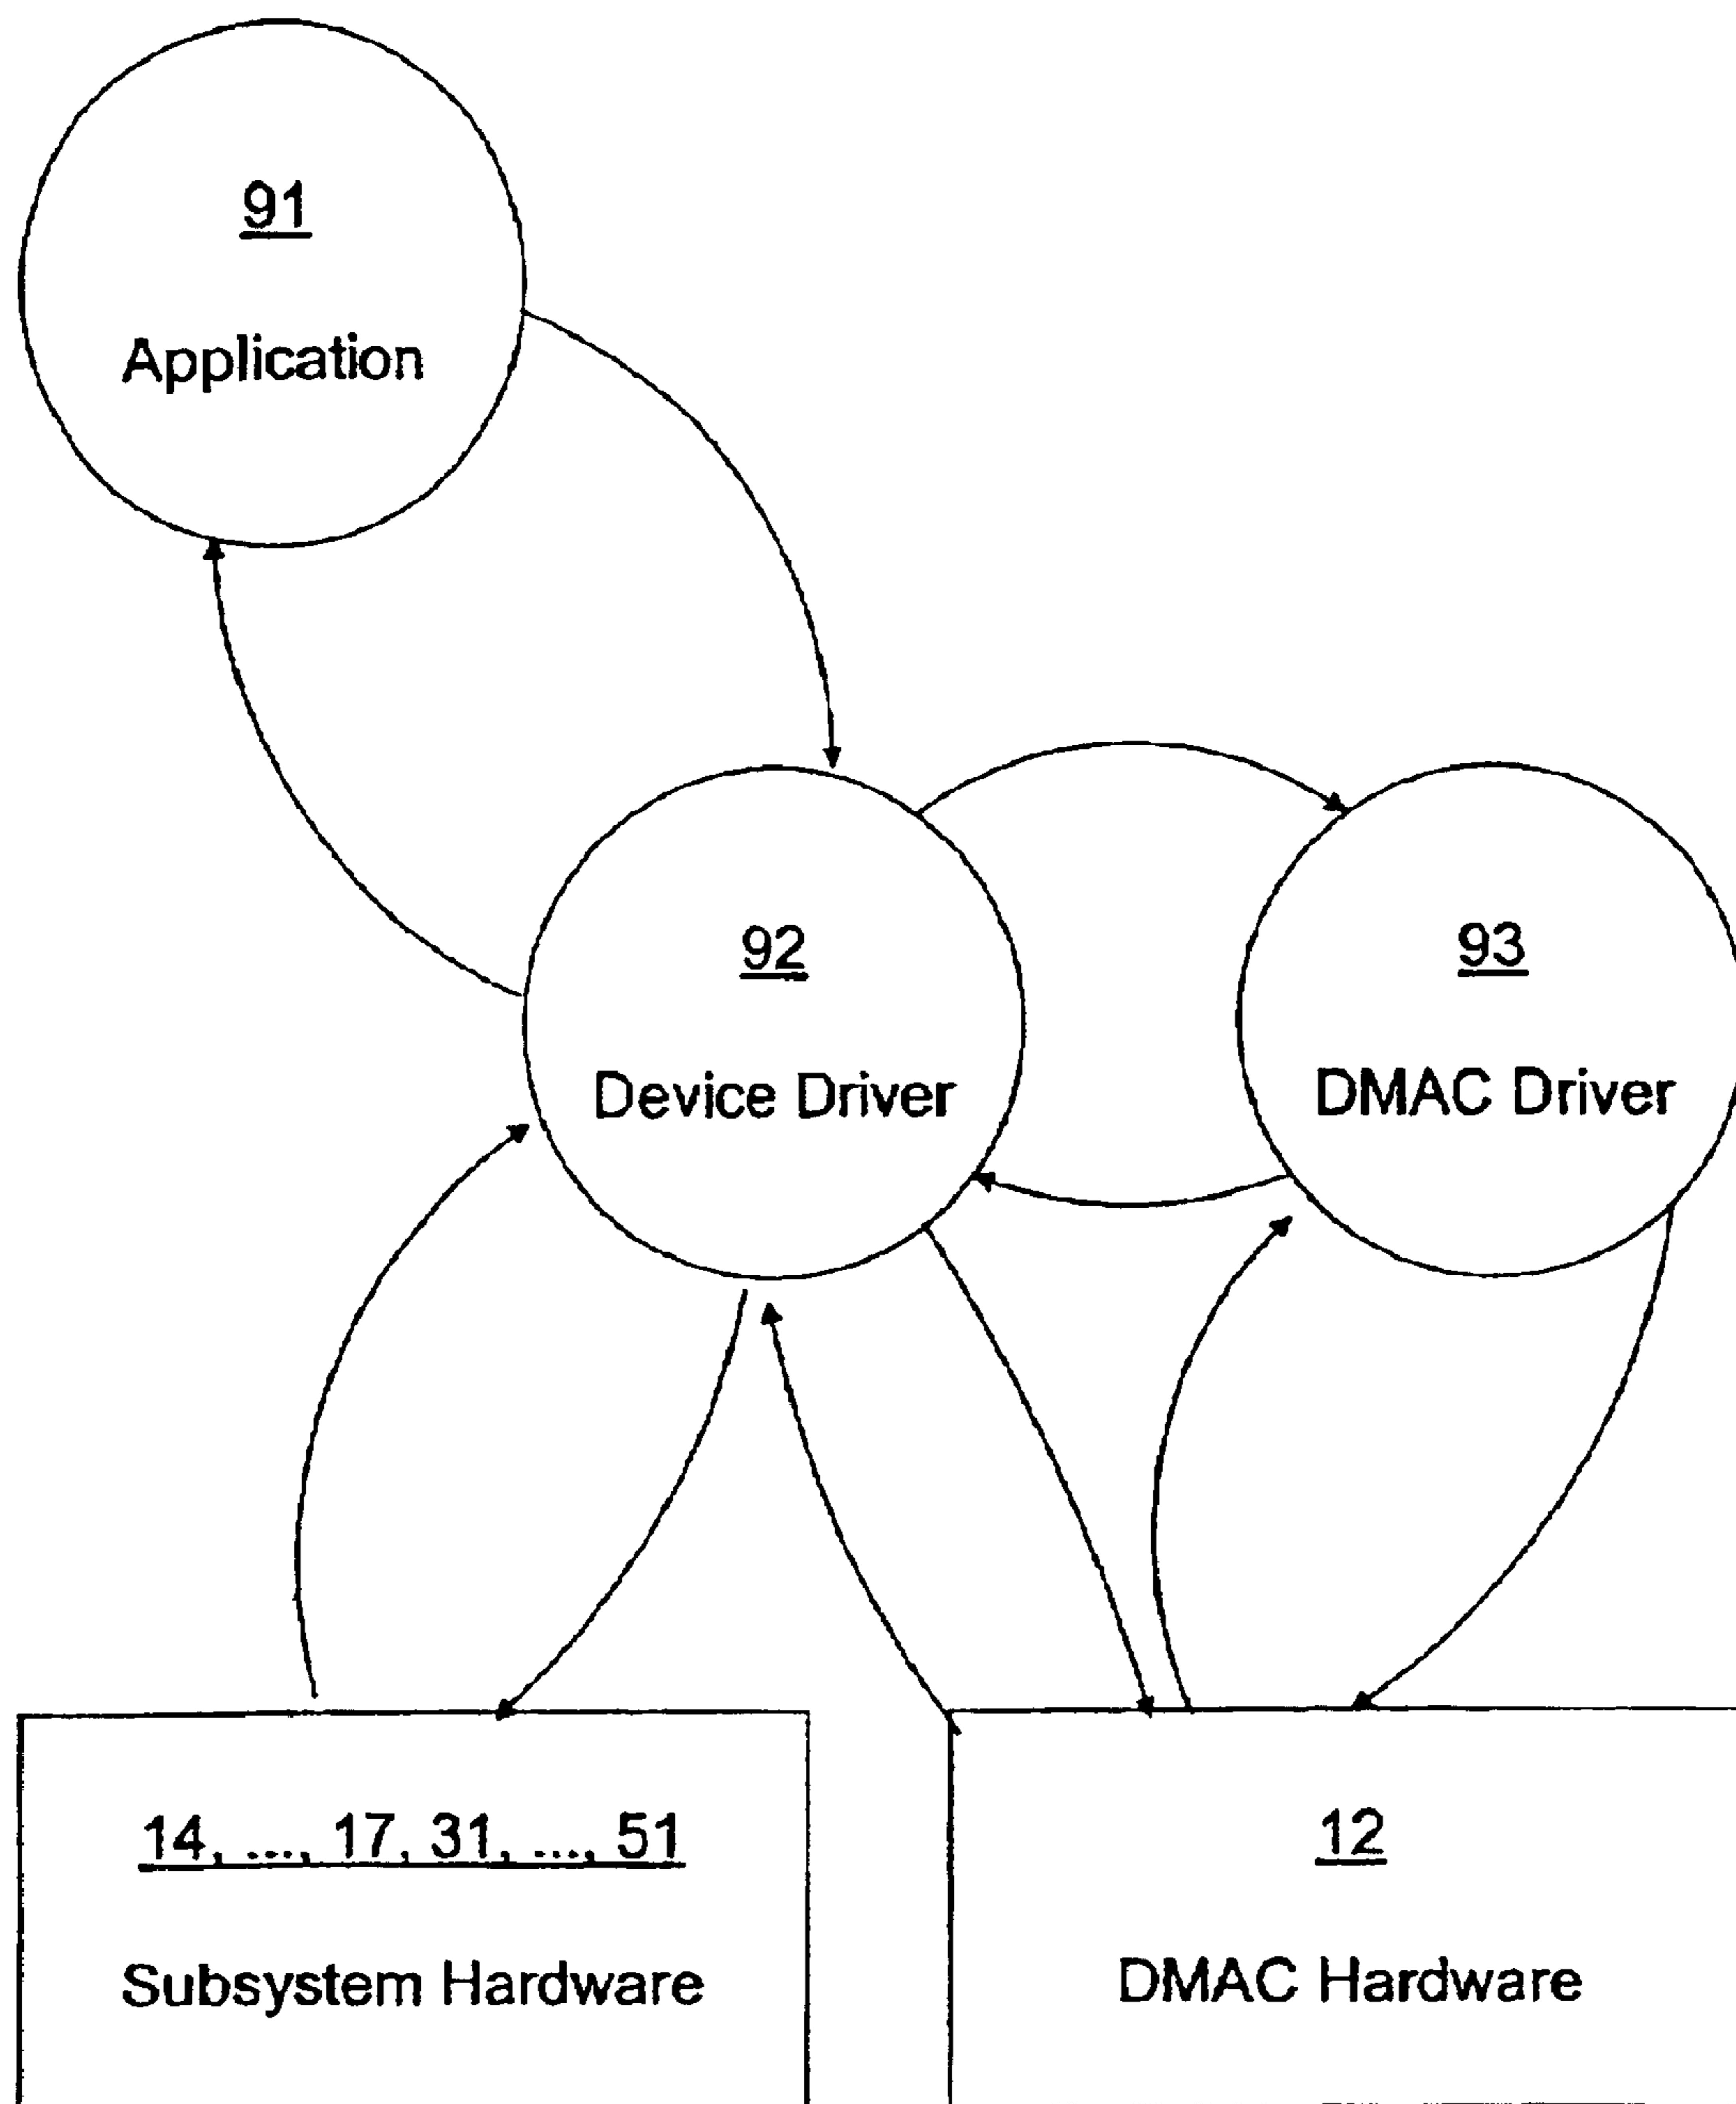 91
Application
92
Device Driver
93
DMAC Driver
14, ..., 17, 31, ..., 51
Subsystem Hardware
12
DMAC Hardware